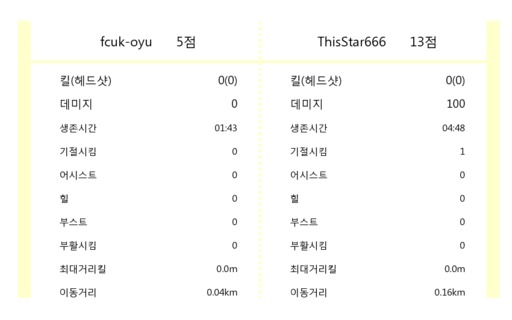 fcuk-oyu 5점 ThisStar666 13점
킬(헤드샷) 0(0) 킬(헤드샷) 0(0)
데미지 0 데미지 100
생존시간 01:43 생존시간 04:48
기절시킴 0 기절시킴 1
어시스트 0 어시스트 0
힐 0 힐 0
부스트 0 부스트 0
부활시킴 0 부활시킴 0
최대거리킬 0.0m 최대거리킬 0.0m
이동거리 0.04km 이동거리 0.16km